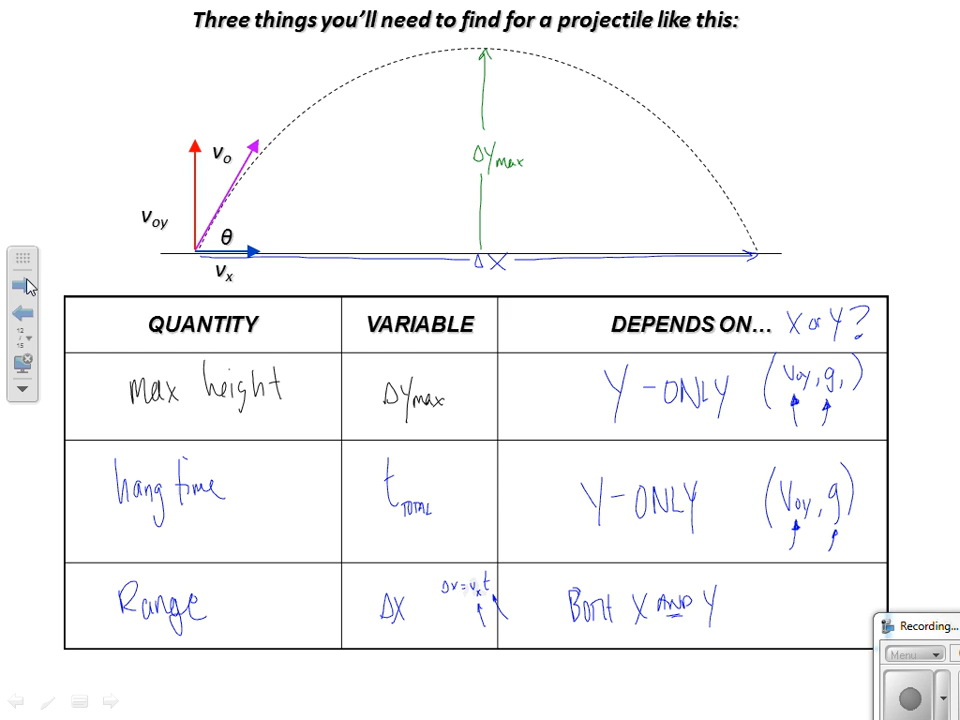 Three things you'll need to find for a projectile like this:
Δymax
vo
voy
θ
vx
ΔX
QUANTITY VARIABLE DEPENDS ON... X or Y?
max height Δymax Y-ONLY (voy, g,)
hang time tTOTAL Y-ONLY (Voy, g)
Range ΔX Δx=vxt BOTH X AND Y
12
/
15
Recording...
Menu